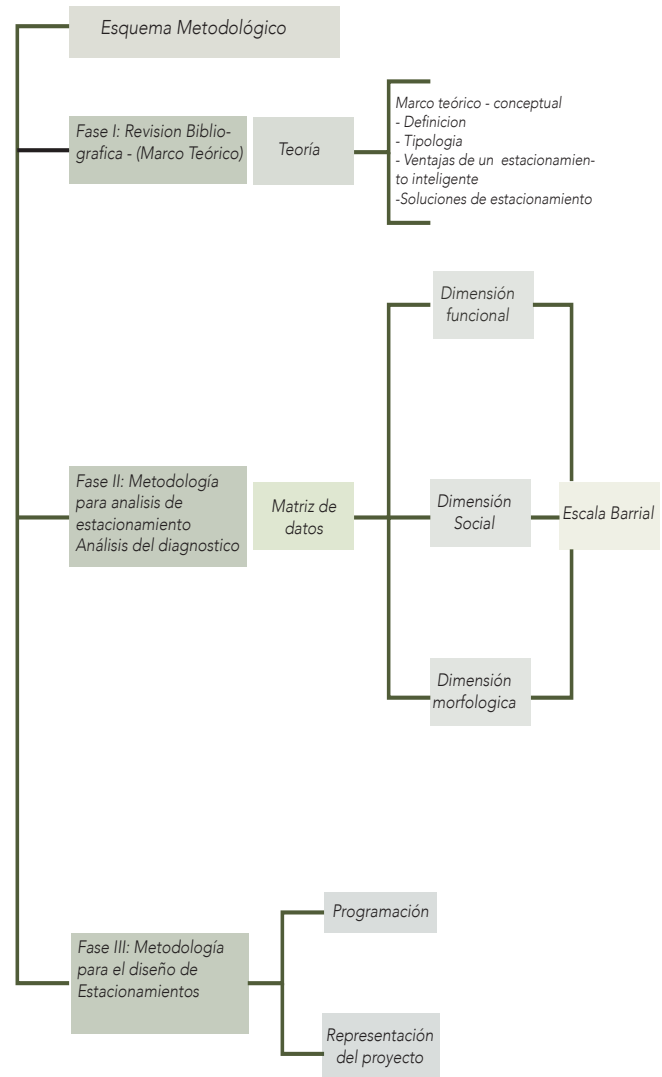 Esquema Metodológico
Fase I: Revision Biblio-
grafica - (Marco Teórico)
Teoría
Marco teórico - conceptual
- Definicion
- Tipologia
- Ventajas de un estacionamien-
to inteligente
-Soluciones de estacionamiento
Dimensión
funcional
Fase II: Metodología
para analisis de
estacionamiento
Análisis del diagnostico
Matriz de
datos
Dimensión
Social
Escala Barrial
Dimensión
morfologica
Programación
Fase III: Metodología
para el diseño de
Estacionamientos
Representación
del proyecto